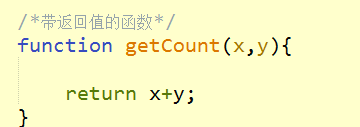 /*带返回值的函数*/
function getCount(x,y){
return x+y;
}